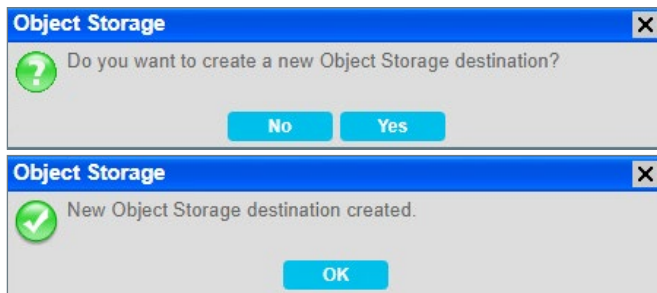 Object Storage
Do you want to create a new Object Storage destination?
No Yes
Object Storage
New Object Storage destination created.
OK